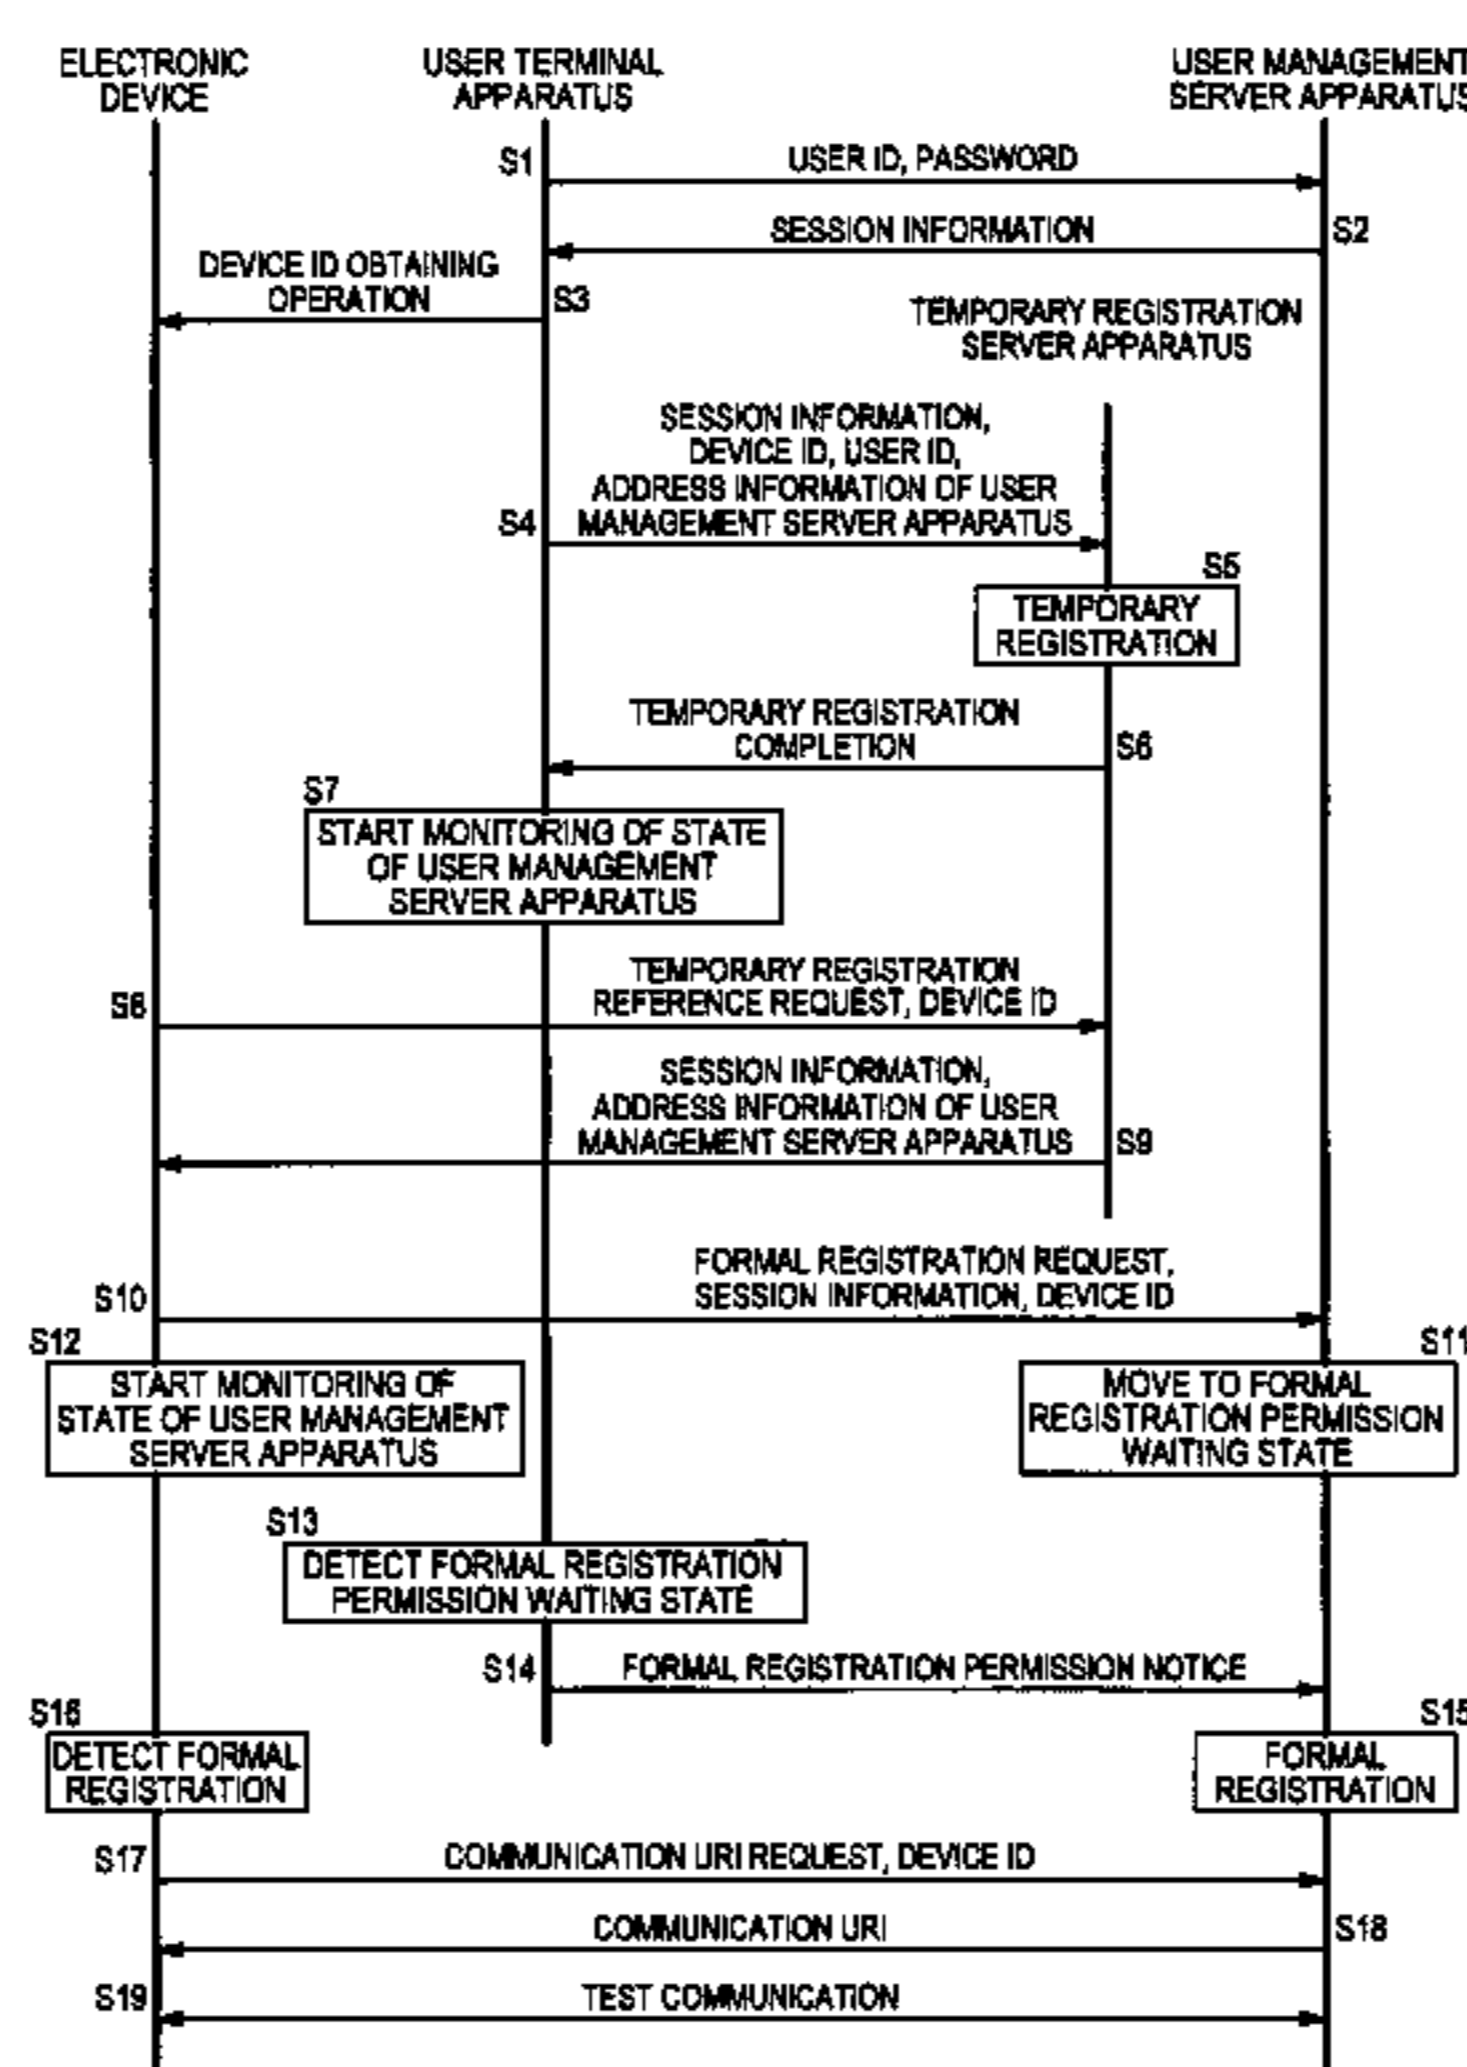 ELECTRONIC
DEVICE
USER TERMINAL
APPARATUS
USER MANAGEMENT
SERVER APPARATUS
S1
USER ID, PASSWORD
SESSION INFORMATION
S2
DEVICE ID OBTAINING
OPERATION
S3
TEMPORARY REGISTRATION
SERVER APPARATUS
SESSION INFORMATION,
DEVICE ID, USER ID,
ADDRESS INFORMATION OF USER
S4
MANAGEMENT SERVER APPARATUS
S5
TEMPORARY
REGISTRATION
TEMPORARY REGISTRATION
COMPLETION
S6
S7
START MONITORING OF STATE
OF USER MANAGEMENT
SERVER APPARATUS
TEMPORARY REGISTRATION
S8
REFERENCE REQUEST, DEVICE ID
SESSION INFORMATION,
ADDRESS INFORMATION OF USER
MANAGEMENT SERVER APPARATUS
S9
FORMAL REGISTRATION REQUEST,
S10
SESSION INFORMATION, DEVICE ID
S12
START MONITORING OF
STATE OF USER MANAGEMENT
SERVER APPARATUS
S11
MOVE TO FORMAL
REGISTRATION PERMISSION
WAITING STATE
S13
DETECT FORMAL REGISTRATION
PERMISSION WAITING STATE
S14
FORMAL REGISTRATION PERMISSION NOTICE
S16
DETECT FORMAL
REGISTRATION
S15
FORMAL
REGISTRATION
S17
COMMUNICATION URI REQUEST, DEVICE ID
COMMUNICATION URI
S18
S19
TEST COMMUNICATION